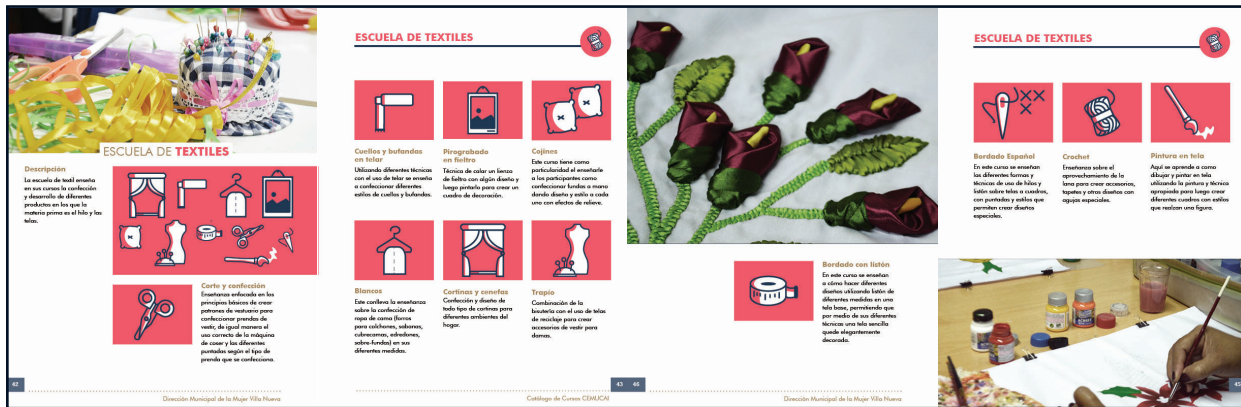 ESCUELA DE TEXTILES
Descripción
La escuela de textil enseña
en sus cursos la confección
y desarrollo de diferentes
productos en los que la
materia prima es el hilo y las
telas.
Corte y confección
Enseñanza enfocada en los
principios básicos de crear
patrones de vestuario para
confeccionar prendas de
vestir, de igual manera el
uso correcto de la máquina
de coser y las diferentes
puntadas según el tipo de
prenda que se confecciona.
42
Dirección Municipal de la Mujer Villa Nueva
ESCUELA DE TEXTILES
Cuellos y bufandas
en telar
Utilizando diferentes técnicas
con el uso de telar se enseña
a confeccionar diferentes
estilos de cuellos y bufandas.
Pirograbado
en fieltro
Técnica de calar un lienzo
de fieltro con algún diseño y
luego pintarlo para crear un
cuadro de decoración.
Cojines
Este curso tiene como
particularidad el enseñarle
a los participantes como
confeccionar fundas a mano
dando diseño y estilo a cada
uno con efectos de relieve.
Blancos
Este conlleva la enseñanza
sobre la confección de
ropa de cama (forros
para colchones, sabanas,
cubrecamas, edredones,
sobre-fundas) en sus
diferentes medidas.
Cortinas y cenefas
Confección y diseño de
todo tipo de cortinas para
diferentes ambientes del
hogar.
Trapío
Combinación de la
bisutería con el uso de telas
de reciclaje para crear
accesorios de vestir para
damas.
Catálogo de Cursos CEMUCAI
43
46
Bordado con listón
En este curso se enseñan
a cómo hacer diferentes
diseños utilizando listón de
diferentes medidas en una
tela base, permitiendo que
por medio de sus diferentes
técnicas una tela sencilla
quede elegantemente
decorada.
Dirección Municipal de la Mujer Villa Nueva
ESCUELA DE TEXTILES
Bordado Español
En este curso se enseñan
las diferentes formas y
técnicas de uso de hilos y
listón sobre telas a cuadros,
con puntadas y estilos que
permiten crear diseños
especiales.
Crochet
Enseñanza sobre el
aprovechamiento de la
lana para crear accesorios,
tapetes y otros diseños con
agujas especiales.
Pintura en tela
Aquí se aprende a como
dibujar y pintar en tela
utilizando la pintura y técnica
apropiada para luego crear
diferentes cuadros con estilos
que realzan una figura.
45